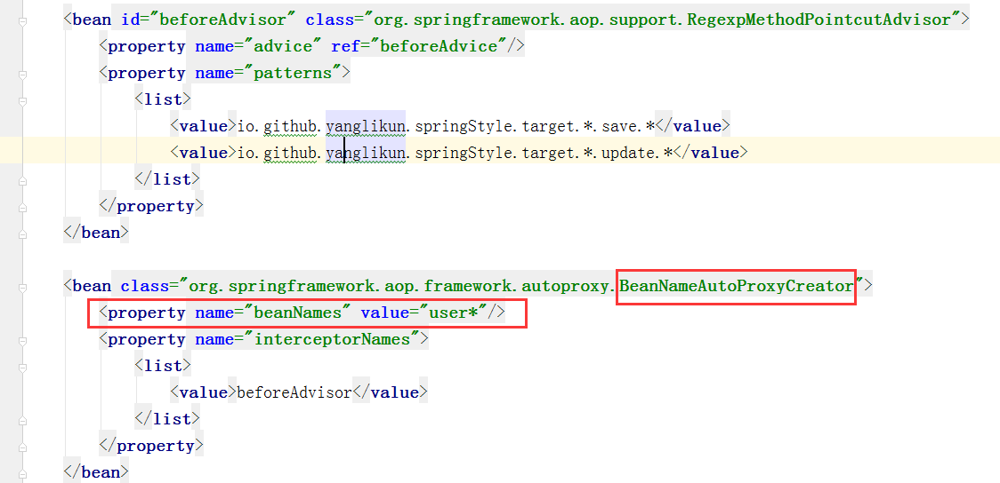 <bean id="beforeAdvisor" class="org.springframework.aop.support.RegexpMethodPointcutAdvisor">
<property name="advice" ref="beforeAdvice"/>
<property name="patterns">
<list>
<value>io.github.yanglikun.springStyle.target.*.save.*</value>
<value>io.github.yanglikun.springStyle.target.*.update.*</value>
</list>
</property>
</bean>
<bean class="org.springframework.aop.framework.autoproxy.BeanNameAutoProxyCreator">
<property name="beanNames" value="user*"/>
<property name="interceptorNames">
<list>
<value>beforeAdvisor</value>
</list>
</property>
</bean>